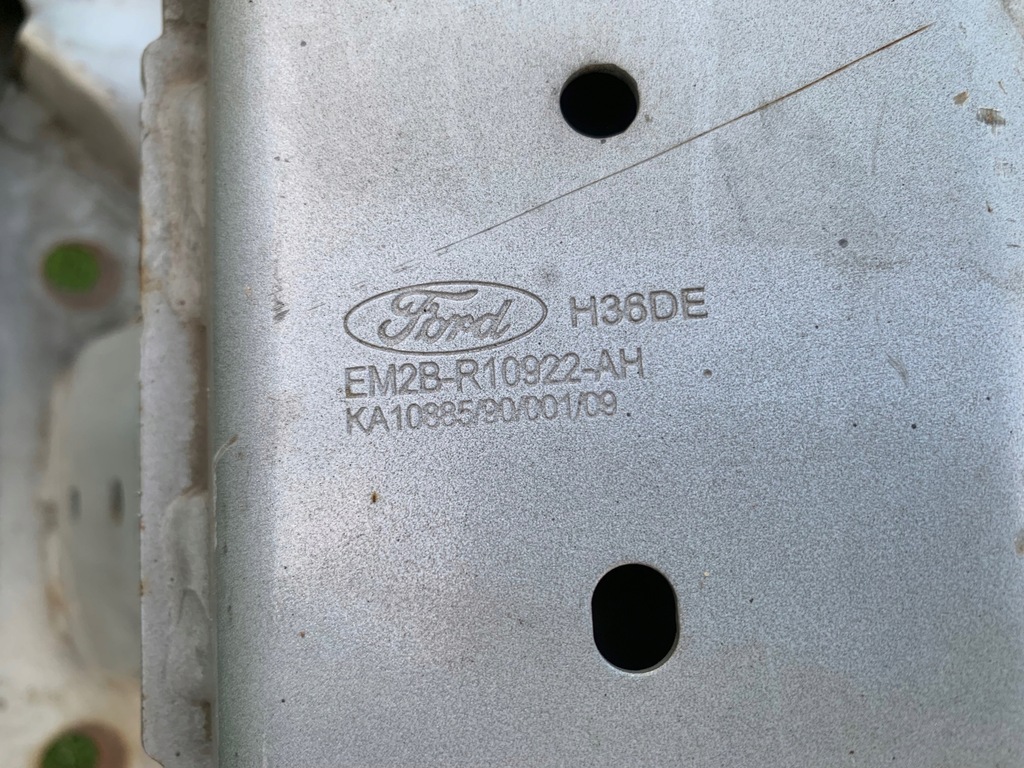 Ford H36DE
EM2B-R10922-AH
KA10885/90/001/09